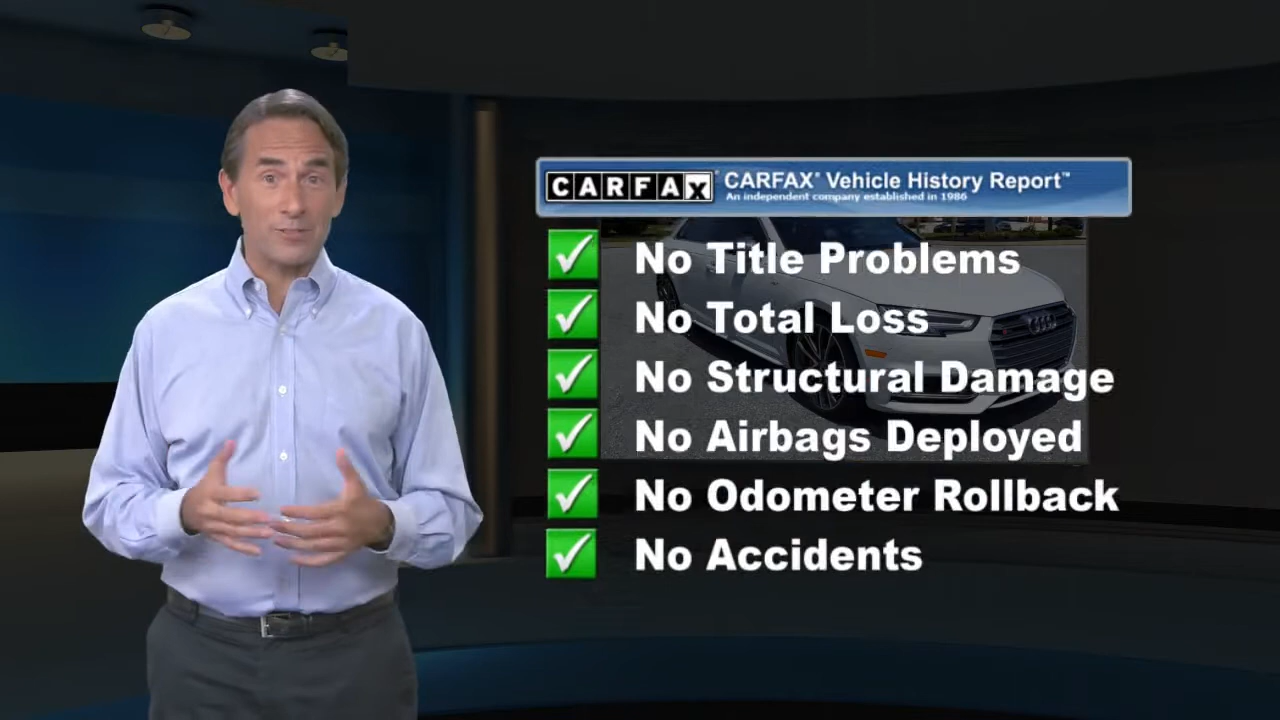 CARFAX CARFAX® Vehicle History Report™
An independent company established in 1986
No Title Problems
No Total Loss
No Structural Damage
No Airbags Deployed
No Odometer Rollback
No Accidents